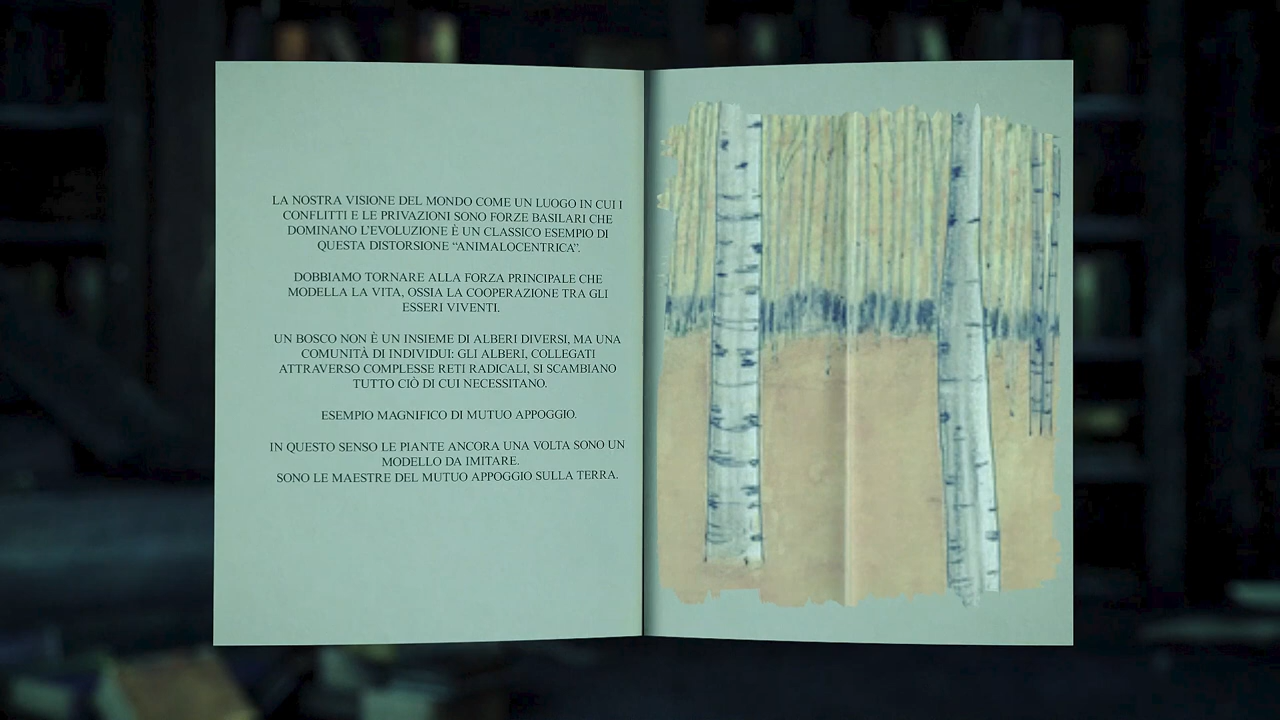 LA NOSTRA VISIONE DEL MONDO COME UN LUOGO IN CUI I
CONFLITTI E LE PRIVAZIONI SONO FORZE BASILARI CHE
DOMINANO L'EVOLUZIONE È UN CLASSICO ESEMPIO DI
QUESTA DISTORSIONE “ANIMALOCENTRICA”.
DOBBIAMO TORNARE ALLA FORZA PRINCIPALE CHE
MODELLA LA VITA, OSSIA LA COOPERAZIONE TRA GLI
ESSERI VIVENTI.
UN BOSCO NON È UN INSIEME DI ALBERI DIVERSI, MA UNA
COMUNITÀ DI INDIVIDUI: GLI ALBERI, COLLEGATI
ATTRAVERSO COMPLESSE RETI RADICALI, SI SCAMBIANO
TUTTO CIÒ DI CUI NECESSITANO.
ESEMPIO MAGNIFICO DI MUTUO APPOGGIO.
IN QUESTO SENSO LE PIANTE ANCORA UNA VOLTA SONO UN
MODELLO DA IMITARE.
SONO LE MAESTRE DEL MUTUO APPOGGIO SULLA TERRA.